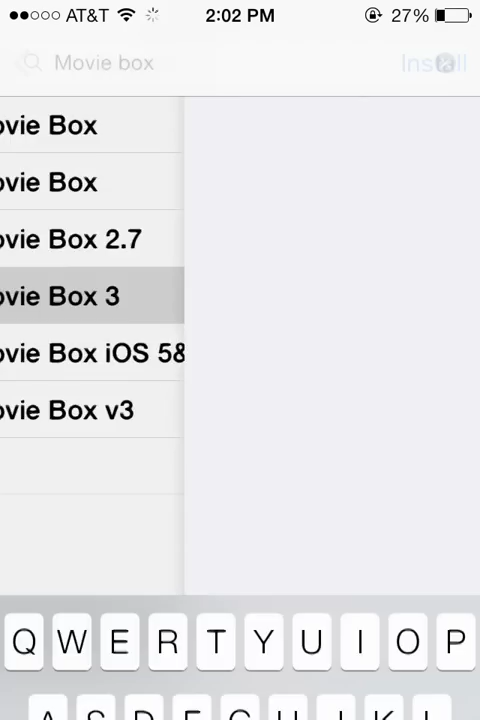 AT&T 2:02 PM 27%
Movie box Install
ovie Box
ovie Box
ovie Box 2.7
ovie Box 3
ovie Box iOS 5&
ovie Box v3
Q W E R T Y U I O P
A S D F G H J K L